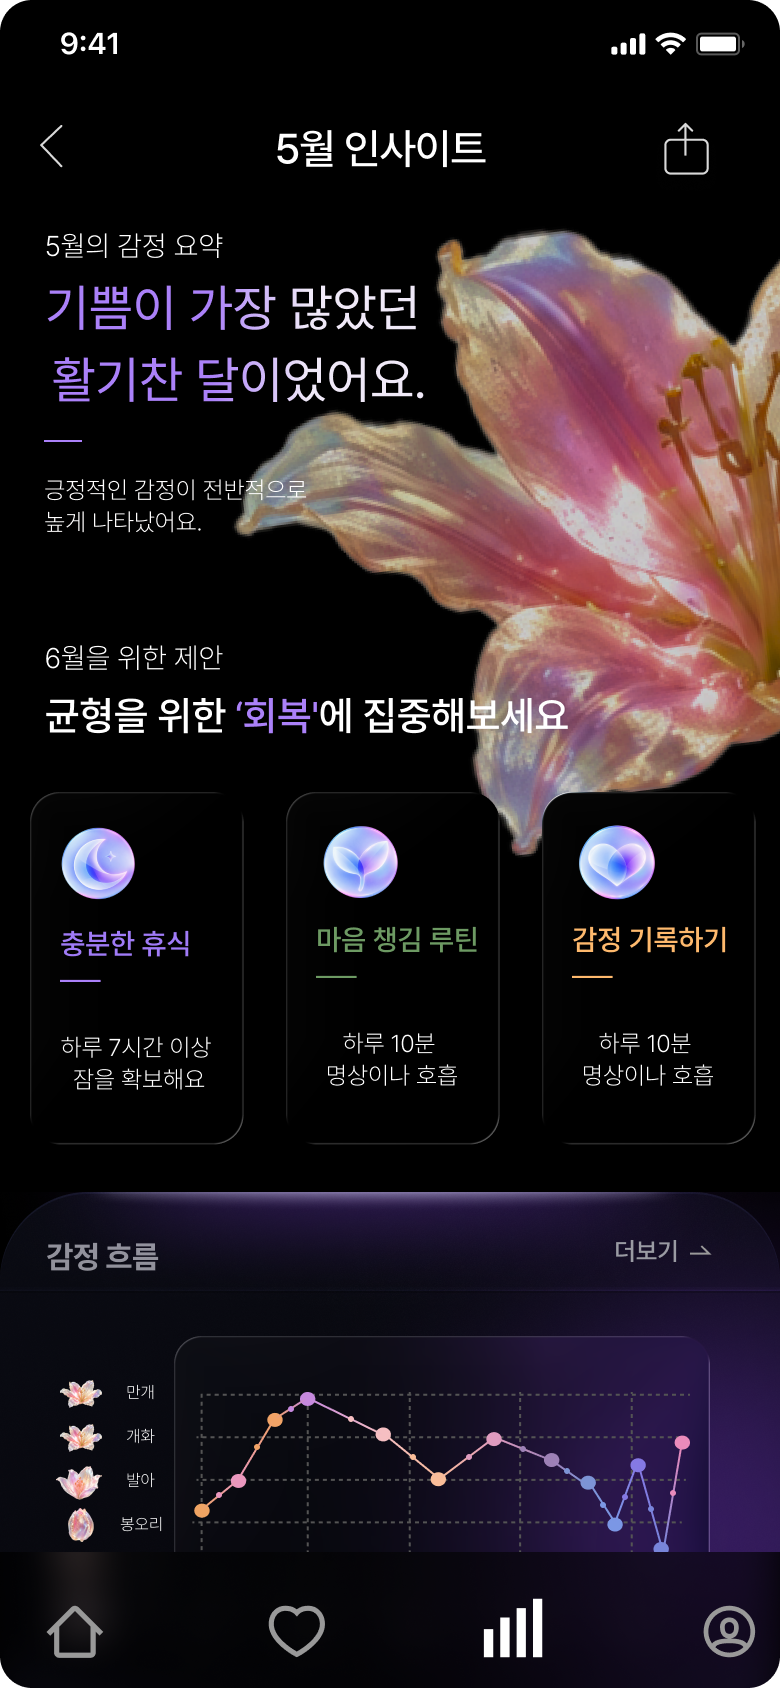 9:41
5월 인사이트
5월의 감정 요약
기쁨이 가장 많았던
활기찬 달이었어요.
긍정적인 감정이 전반적으로
높게 나타났어요.
6월을 위한 제안
균형을 위한 ‘회복'에 집중해보세요
충분한 휴식
하루 7시간 이상
잠을 확보해요
마음 챙김 루틴
하루 10분
명상이나 호흡
감정 기록하기
하루 10분
명상이나 호흡
감정 흐름
더보기
만개
개화
발아
봉오리